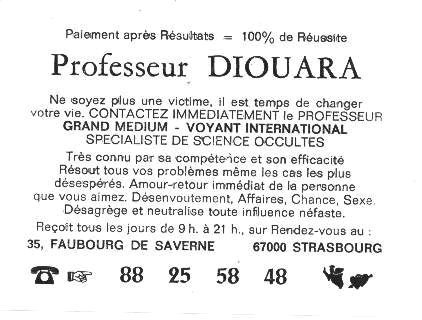 Paiement après Résultats = 100% de Réussite
Professeur DIOUARA
Ne soyez plus une victime, il est temps de changer
votre vie. CONTACTEZ IMMEDIATEMENT le PROFESSEUR
GRAND MEDIUM - VOYANT INTERNATIONAL
SPECIALISTE DE SCIENCE OCCULTES
Très connu par sa compétence et son efficacité
Résout tous vos problèmes même les cas les plus
désespérés. Amour-retour immédiat de la personne
que vous aimez. Désenvoutement, Affaires, Chance, Sexe.
Désagrège et neutralise toute influence néfaste.
Reçoit tous les jours de 9 h. à 21 h., sur Rendez-vous au :
35, FAUBOURG DE SAVERNE 67000 STRASBOURG
88 25 58 48